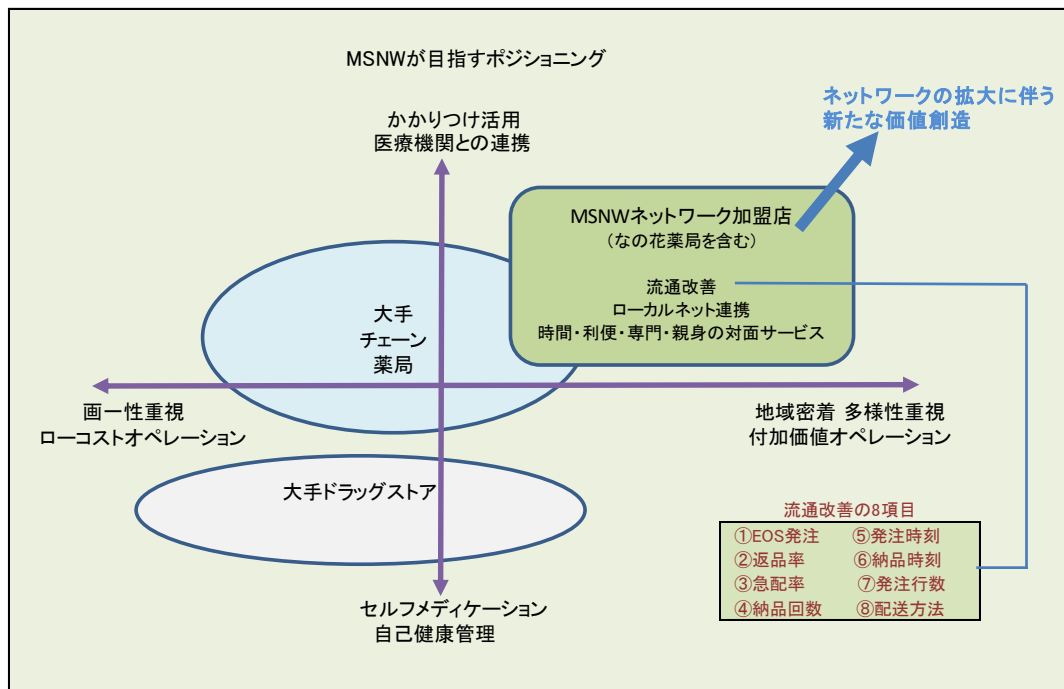 MSNWが目指すポジショニング
ネットワークの拡大に伴う
新たな価値創造
かかりつけ活用
医療機関との連携
MSNWネットワーク加盟店
（なの花薬局を含む）
流通改善
ローカルネット連携
時間・利便・専門・親身の対面サービス
大手
チェーン
薬局
画一性重視
ローコストオペレーション
地域密着 多様性重視
付加価値オペレーション
大手ドラッグストア
流通改善の8項目
①EOS発注 ⑤発注時刻
②返品率 ⑥納品時刻
③急配率 ⑦発注行数
④納品回数 ⑧配送方法
セルフメディケーション
自己健康管理